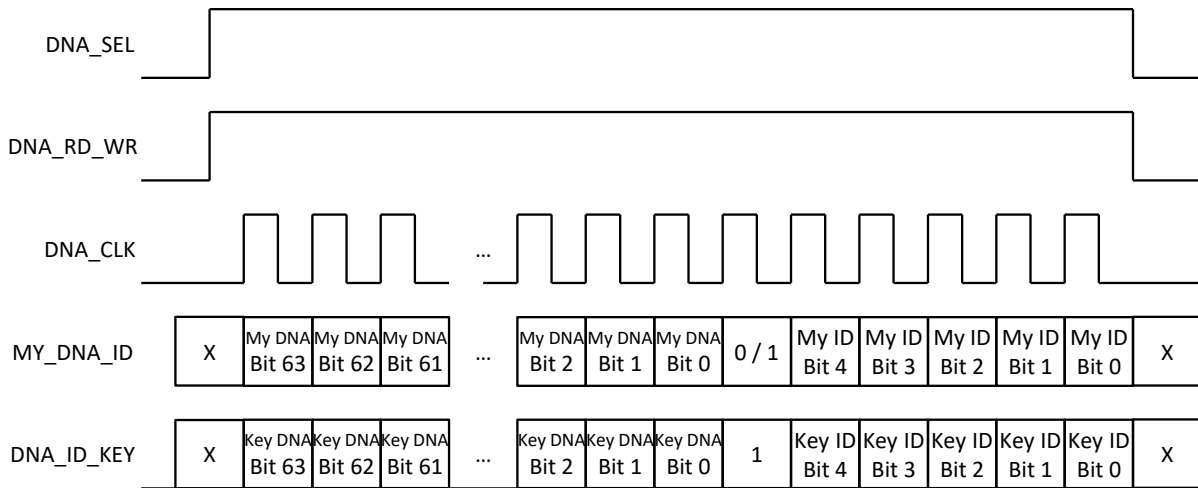 DNA_SEL
DNA_RD_WR
DNA_CLK ...
MY_DNA_ID X My DNA Bit 63 My DNA Bit 62 My DNA Bit 61 ... My DNA Bit 2 My DNA Bit 1 My DNA Bit 0 0 / 1 My ID Bit 4 My ID Bit 3 My ID Bit 2 My ID Bit 1 My ID Bit 0 X
DNA_ID_KEY X Key DNA Bit 63 Key DNA Bit 62 Key DNA Bit 61 ... Key DNA Bit 2 Key DNA Bit 1 Key DNA Bit 0 1 Key ID Bit 4 Key ID Bit 3 Key ID Bit 2 Key ID Bit 1 Key ID Bit 0 X